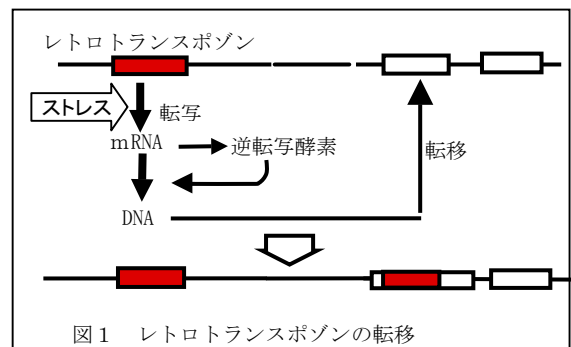 レトロトランスポゾン
ストレス
転写
mRNA
逆転写酵素
転移
DNA
図1 レトロトランスポゾンの転移